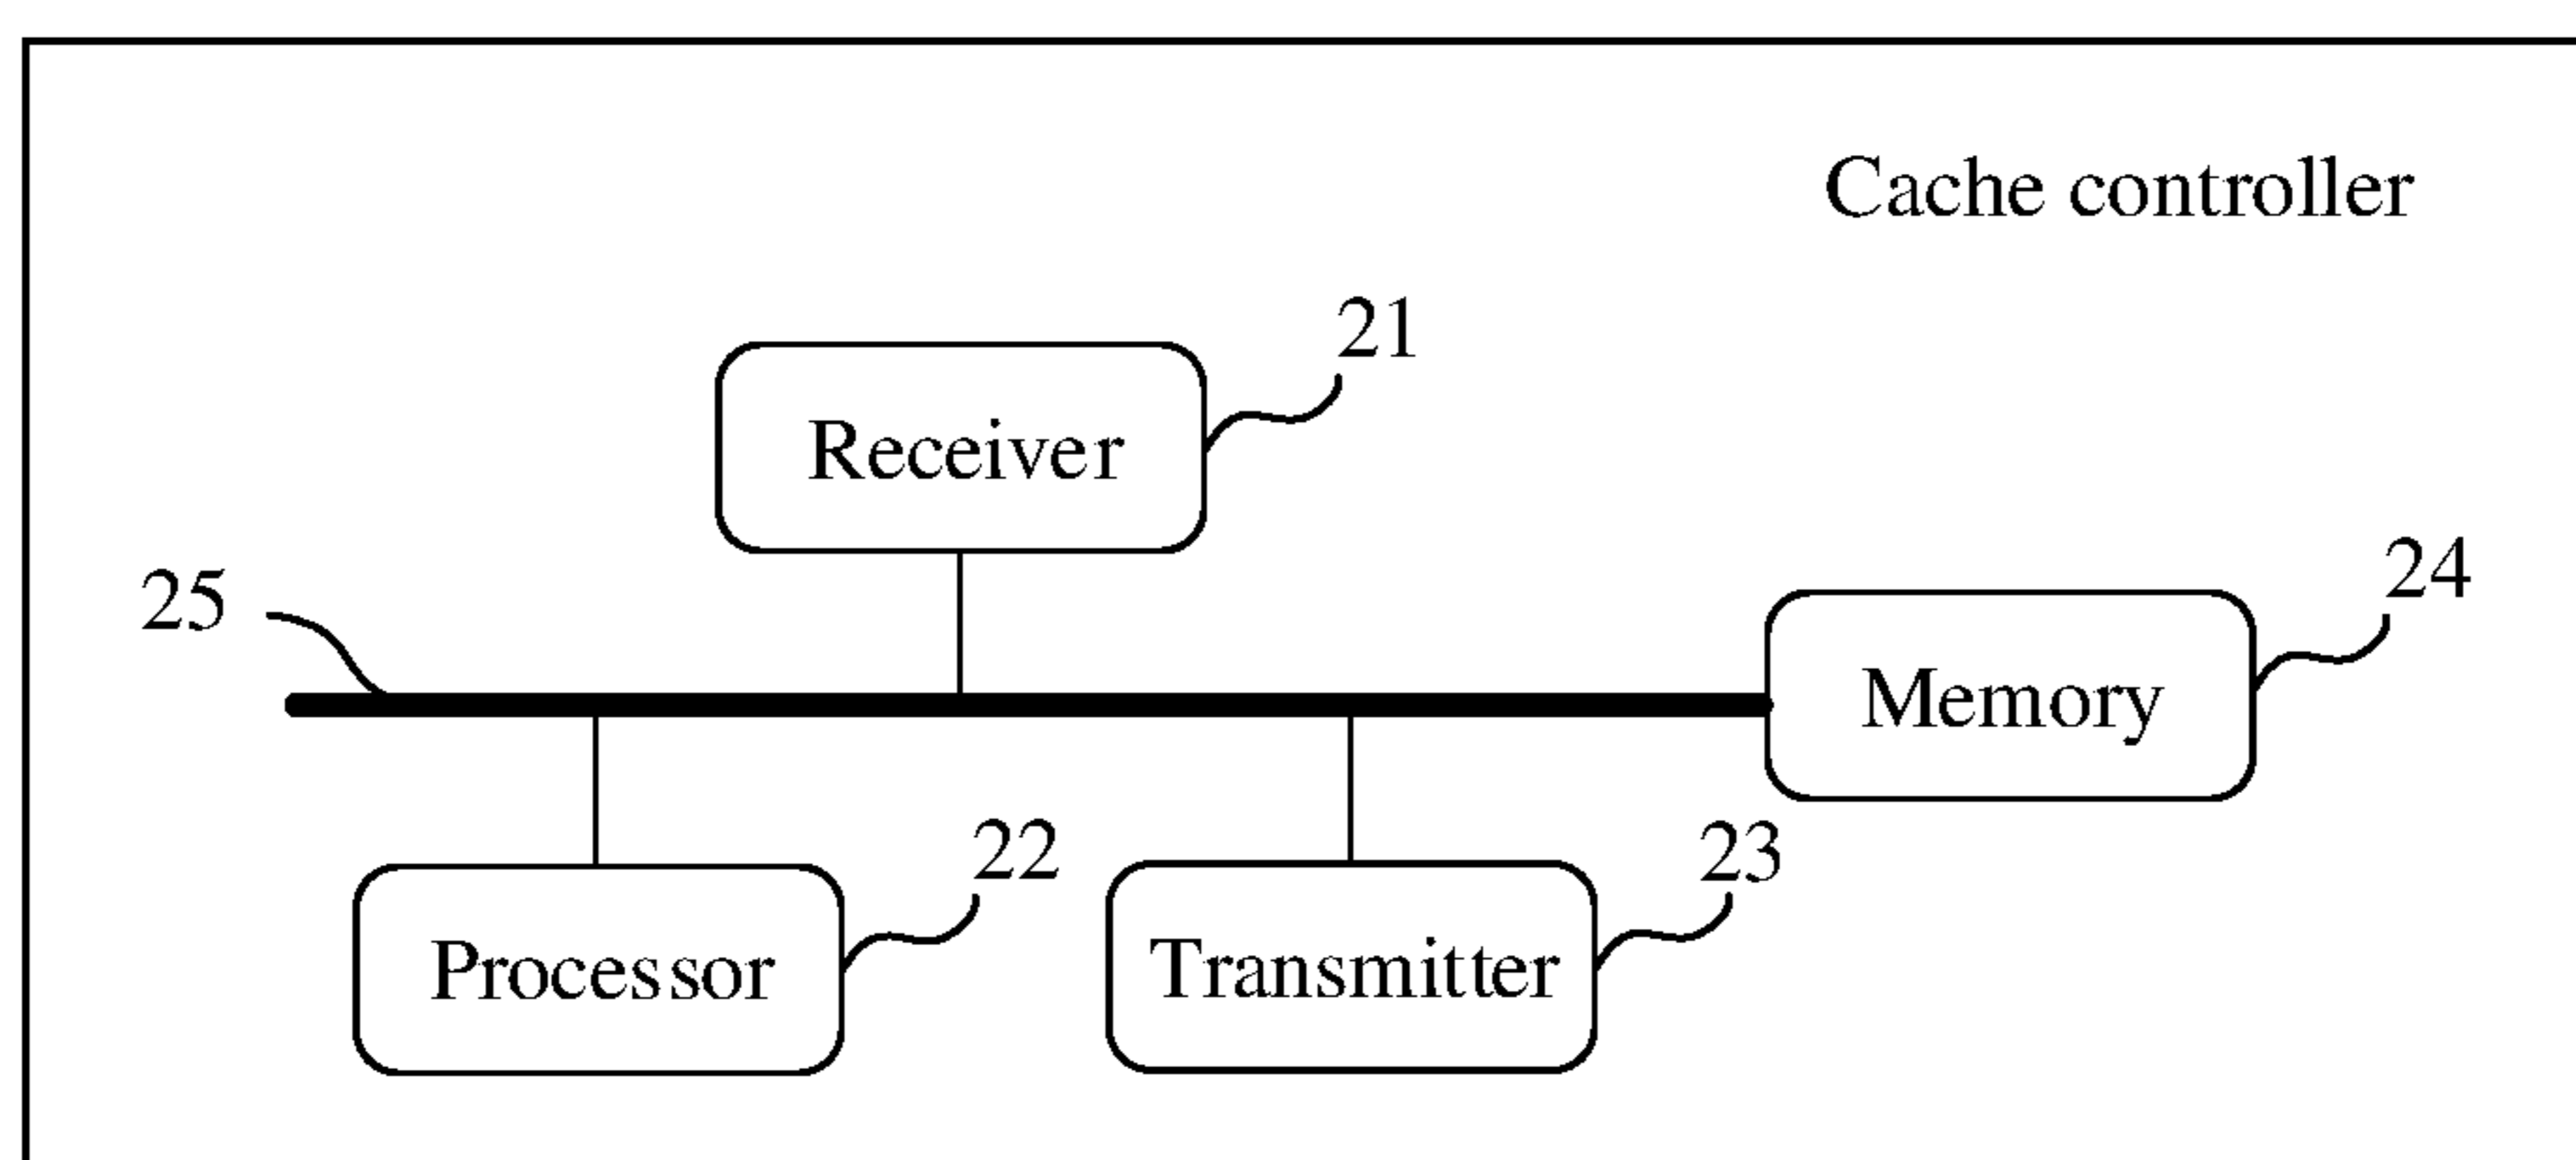 Cache controller
21
Receiver
24
25
Memory
22
23
Processor
Transmitter